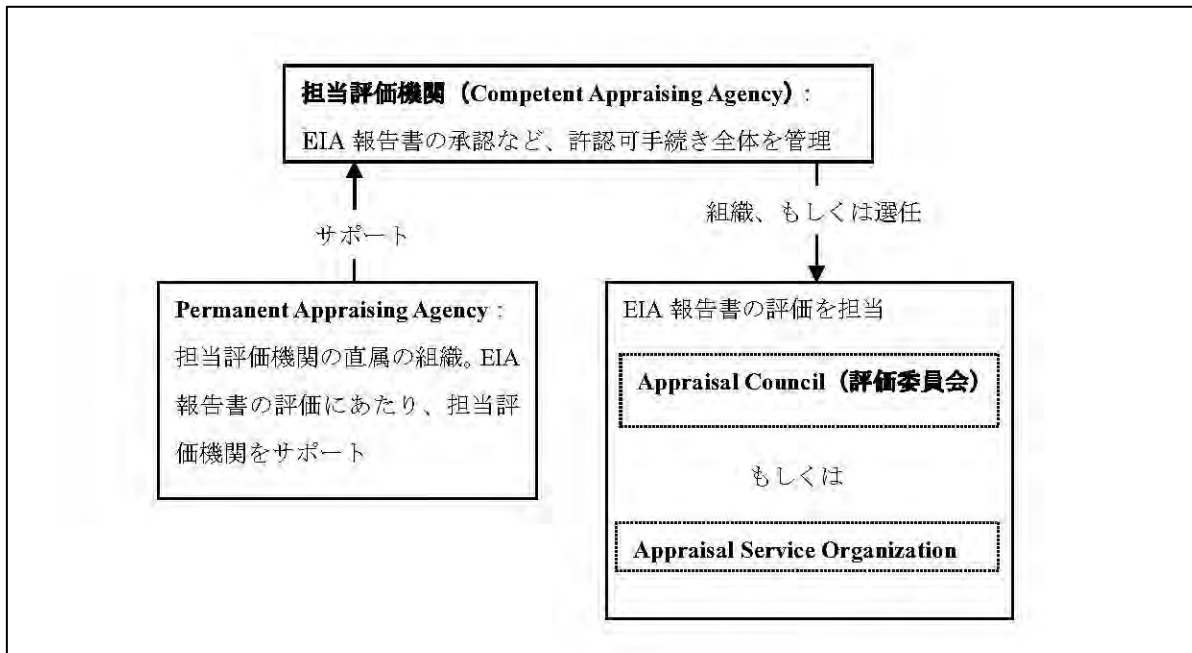 担当評価機関（Competent Appraising Agency）:
EIA 報告書の承認など、許認可手続き全体を管理
組織、もしくは選任
サポート
Permanent Appraising Agency :
担当評価機関の直属の組織。EIA
報告書の評価にあたり、担当評
価機関をサポート
EIA 報告書の評価を担当
Appraisal Council（評価委員会）
もしくは
Appraisal Service Organization